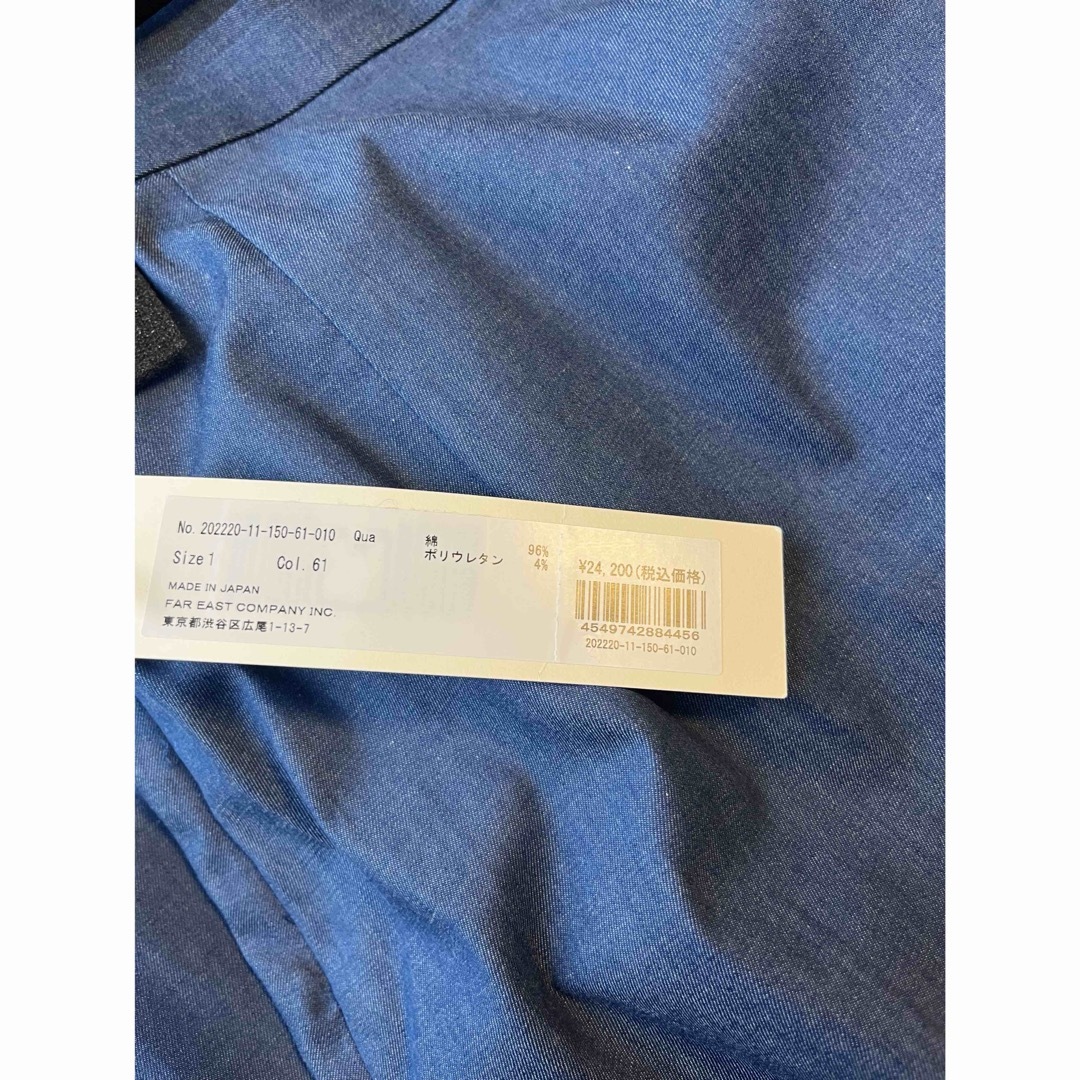 No. 202220-11-150-61-010 Qua
Size 1 Col. 61
MADE IN JAPAN
FAR EAST COMPANY INC.
東京都渋谷区広尾1-13-7
綿 96%
ポリウレタン 4%
¥24,200(税込価格)
4549742884456
202220-11-150-61-010